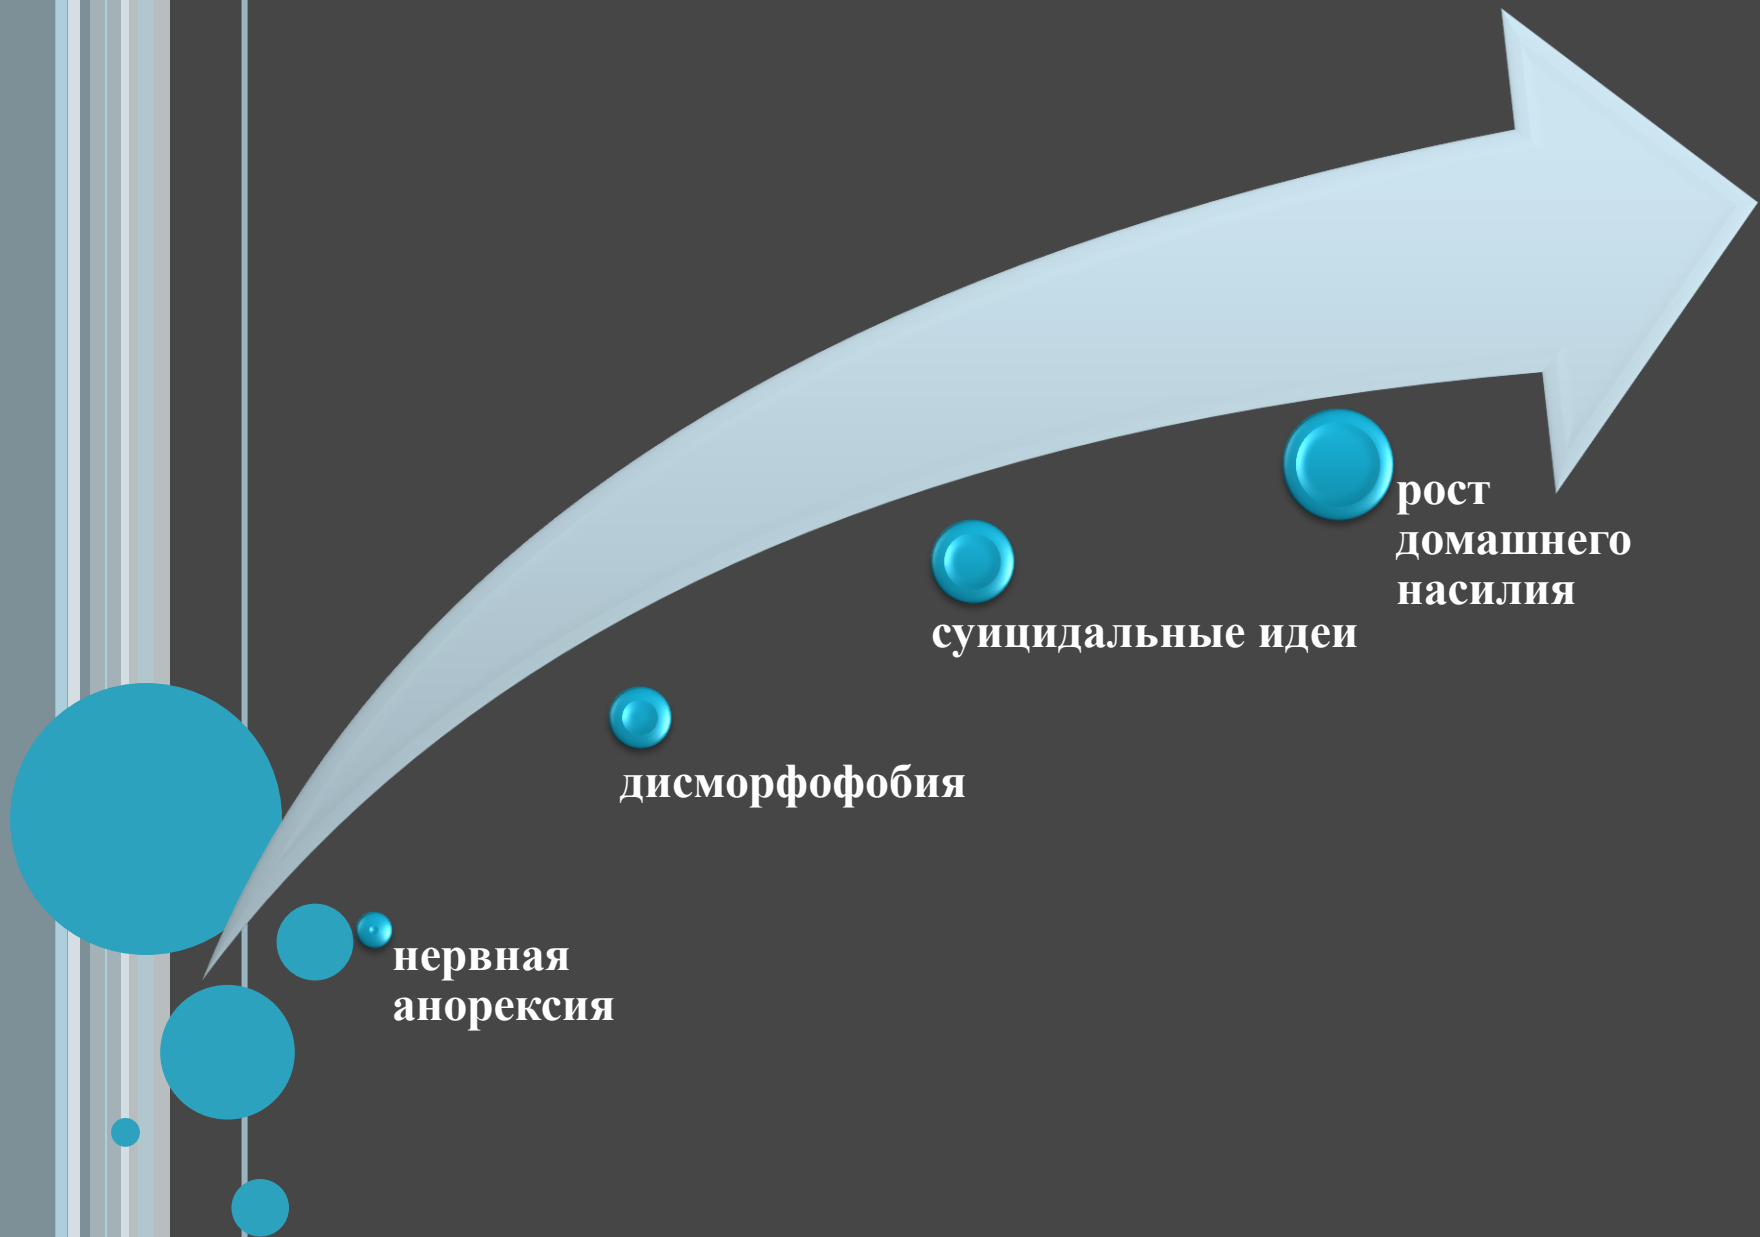 рост
домашнего
насилия
суицидальные идеи
дисморфофобия
нервная
анорексия